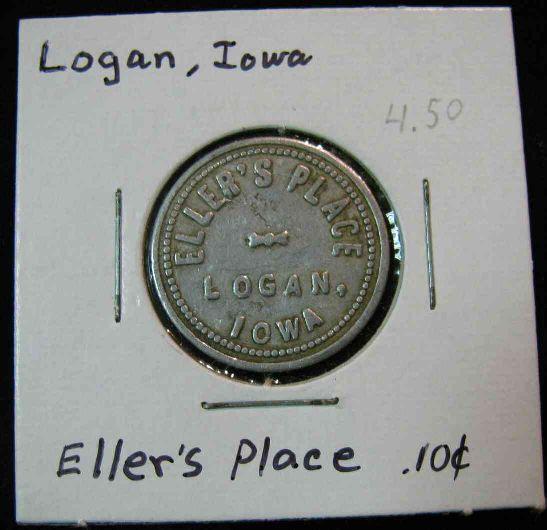 Logan, Iowa
4.50
ELLER'S PLACE
LOGAN,
IOWA
Eller's Place .10¢